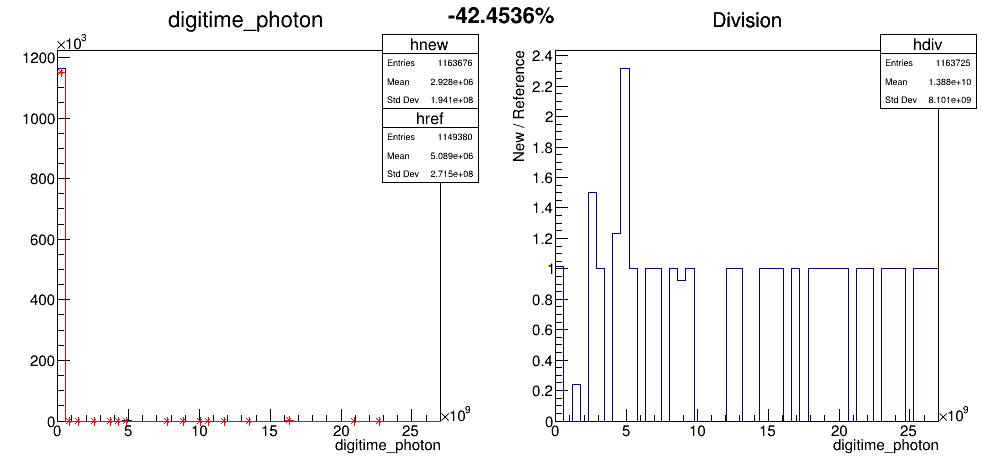 -42.4536%
digitime_photon
×10³
hnew
Entries 1163676
Mean 2.928e+06
Std Dev 1.941e+08
href
Entries 1149380
Mean 5.089e+06
Std Dev 2.715e+08
1200
1000
800
600
400
200
0
0 5 10 15 20 25
×10⁹
digitime_photon
Division
hdiv
Entries 1163725
Mean 1.388e+10
Std Dev 8.101e+09
New / Reference
2.4
2.2
2
1.8
1.6
1.4
1.2
1
0.8
0.6
0.4
0.2
0
0 5 10 15 20 25
×10⁹
digitime_photon